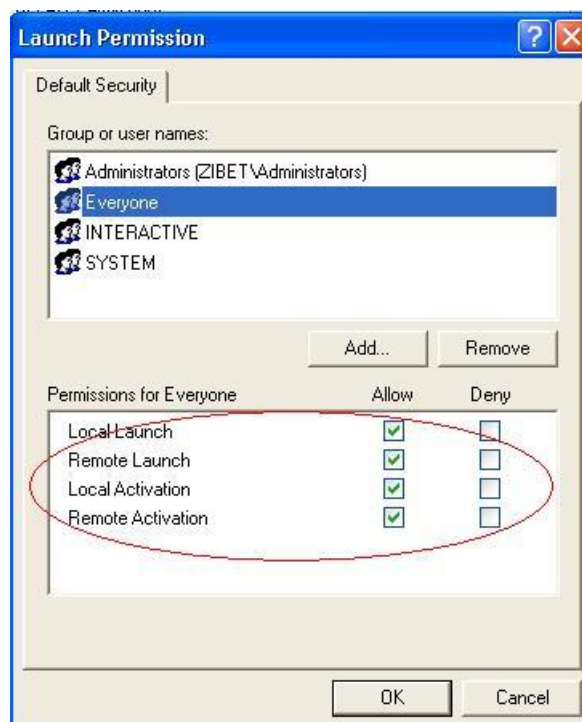 Launch Permission
Default Security
Group or user names:
Administrators (ZIBET\Administrators)
Everyone
INTERACTIVE
SYSTEM
Add... Remove
Permissions for Everyone Allow Deny
Local Launch
Remote Launch
Local Activation
Remote Activation
OK Cancel